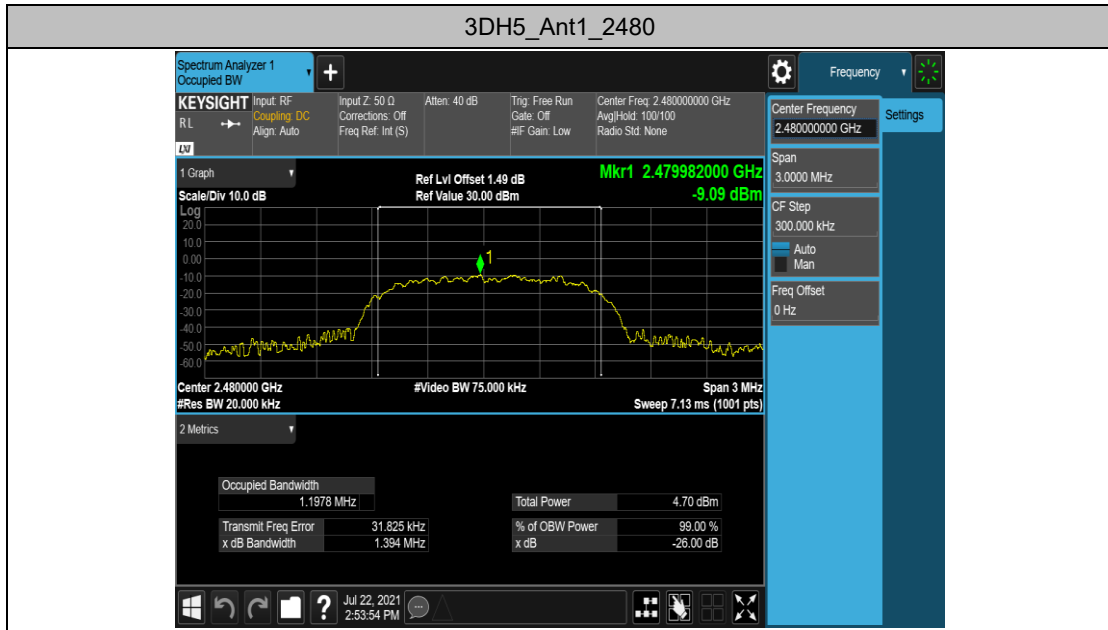 3DH5_Ant1_2480
Spectrum Analyzer 1
Occupied BW
+
Frequency
KEYSIGHT
R L
LXI
Input: RF
Coupling: DC
Align: Auto
Input Z: 50 Ω
Corrections: Off
Freq Ref: Int (S)
Atten: 40 dB
Trig: Free Run
Gate: Off
#IF Gain: Low
Center Freq: 2.480000000 GHz
Avg|Hold: 100/100
Radio Std: None
Center Frequency
2.480000000 GHz
Settings
Span
3.0000 MHz
CF Step
300.000 kHz
Auto
Man
Freq Offset
0 Hz
1 Graph
Scale/Div 10.0 dB
Ref Lvl Offset 1.49 dB
Ref Value 30.00 dBm
Mkr1 2.479982000 GHz
-9.09 dBm
Log
20.0
10.0
0.00
-10.0
-20.0
-30.0
-40.0
-50.0
-60.0
1
Center 2.480000 GHz
#Res BW 20.000 kHz
#Video BW 75.000 kHz
Span 3 MHz
Sweep 7.13 ms (1001 pts)
2 Metrics
Occupied Bandwidth
1.1978 MHz
Total Power 4.70 dBm
Transmit Freq Error 31.825 kHz
% of OBW Power 99.00 %
x dB Bandwidth 1.394 MHz
x dB -26.00 dB
?
Jul 22, 2021
2:53:54 PM